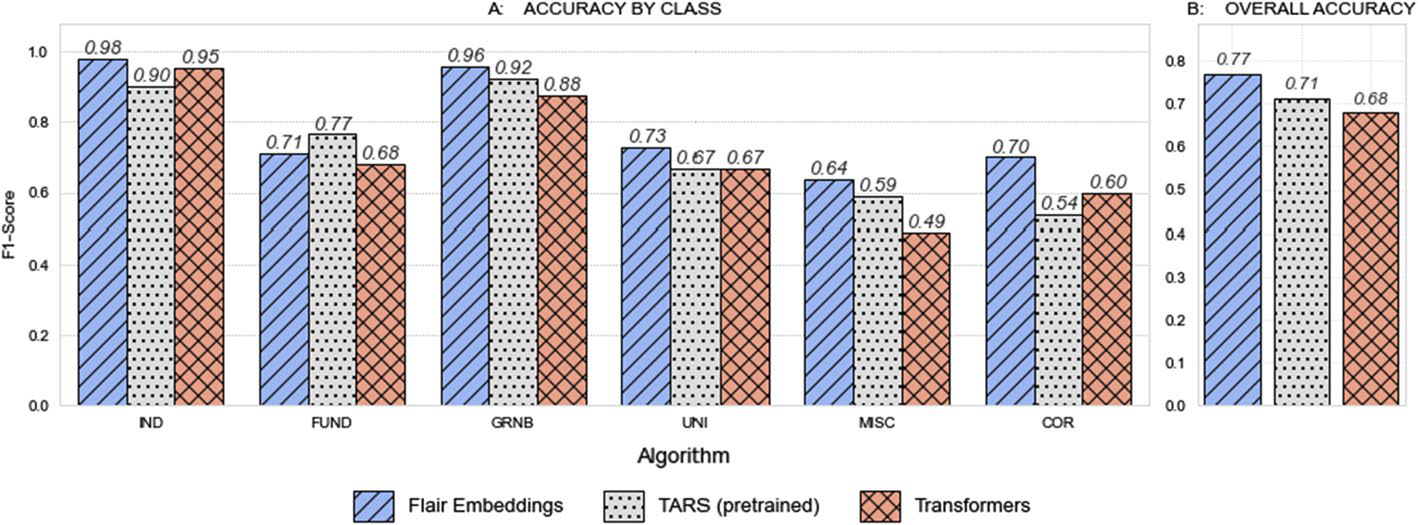 A: ACCURACY BY CLASS
B: OVERALL ACCURACY
F1-Score
1.0
0.8
0.6
0.4
0.2
0.0
0.98
0.90
0.95
0.71
0.77
0.68
0.96
0.92
0.88
0.73
0.67
0.67
0.64
0.59
0.49
0.70
0.54
0.60
IND
FUND
GRNB
UNI
MISC
COR
Algorithm
0.8
0.7
0.6
0.5
0.4
0.3
0.2
0.1
0.0
0.77
0.71
0.68
Flair Embeddings
TARS (pretrained)
Transformers